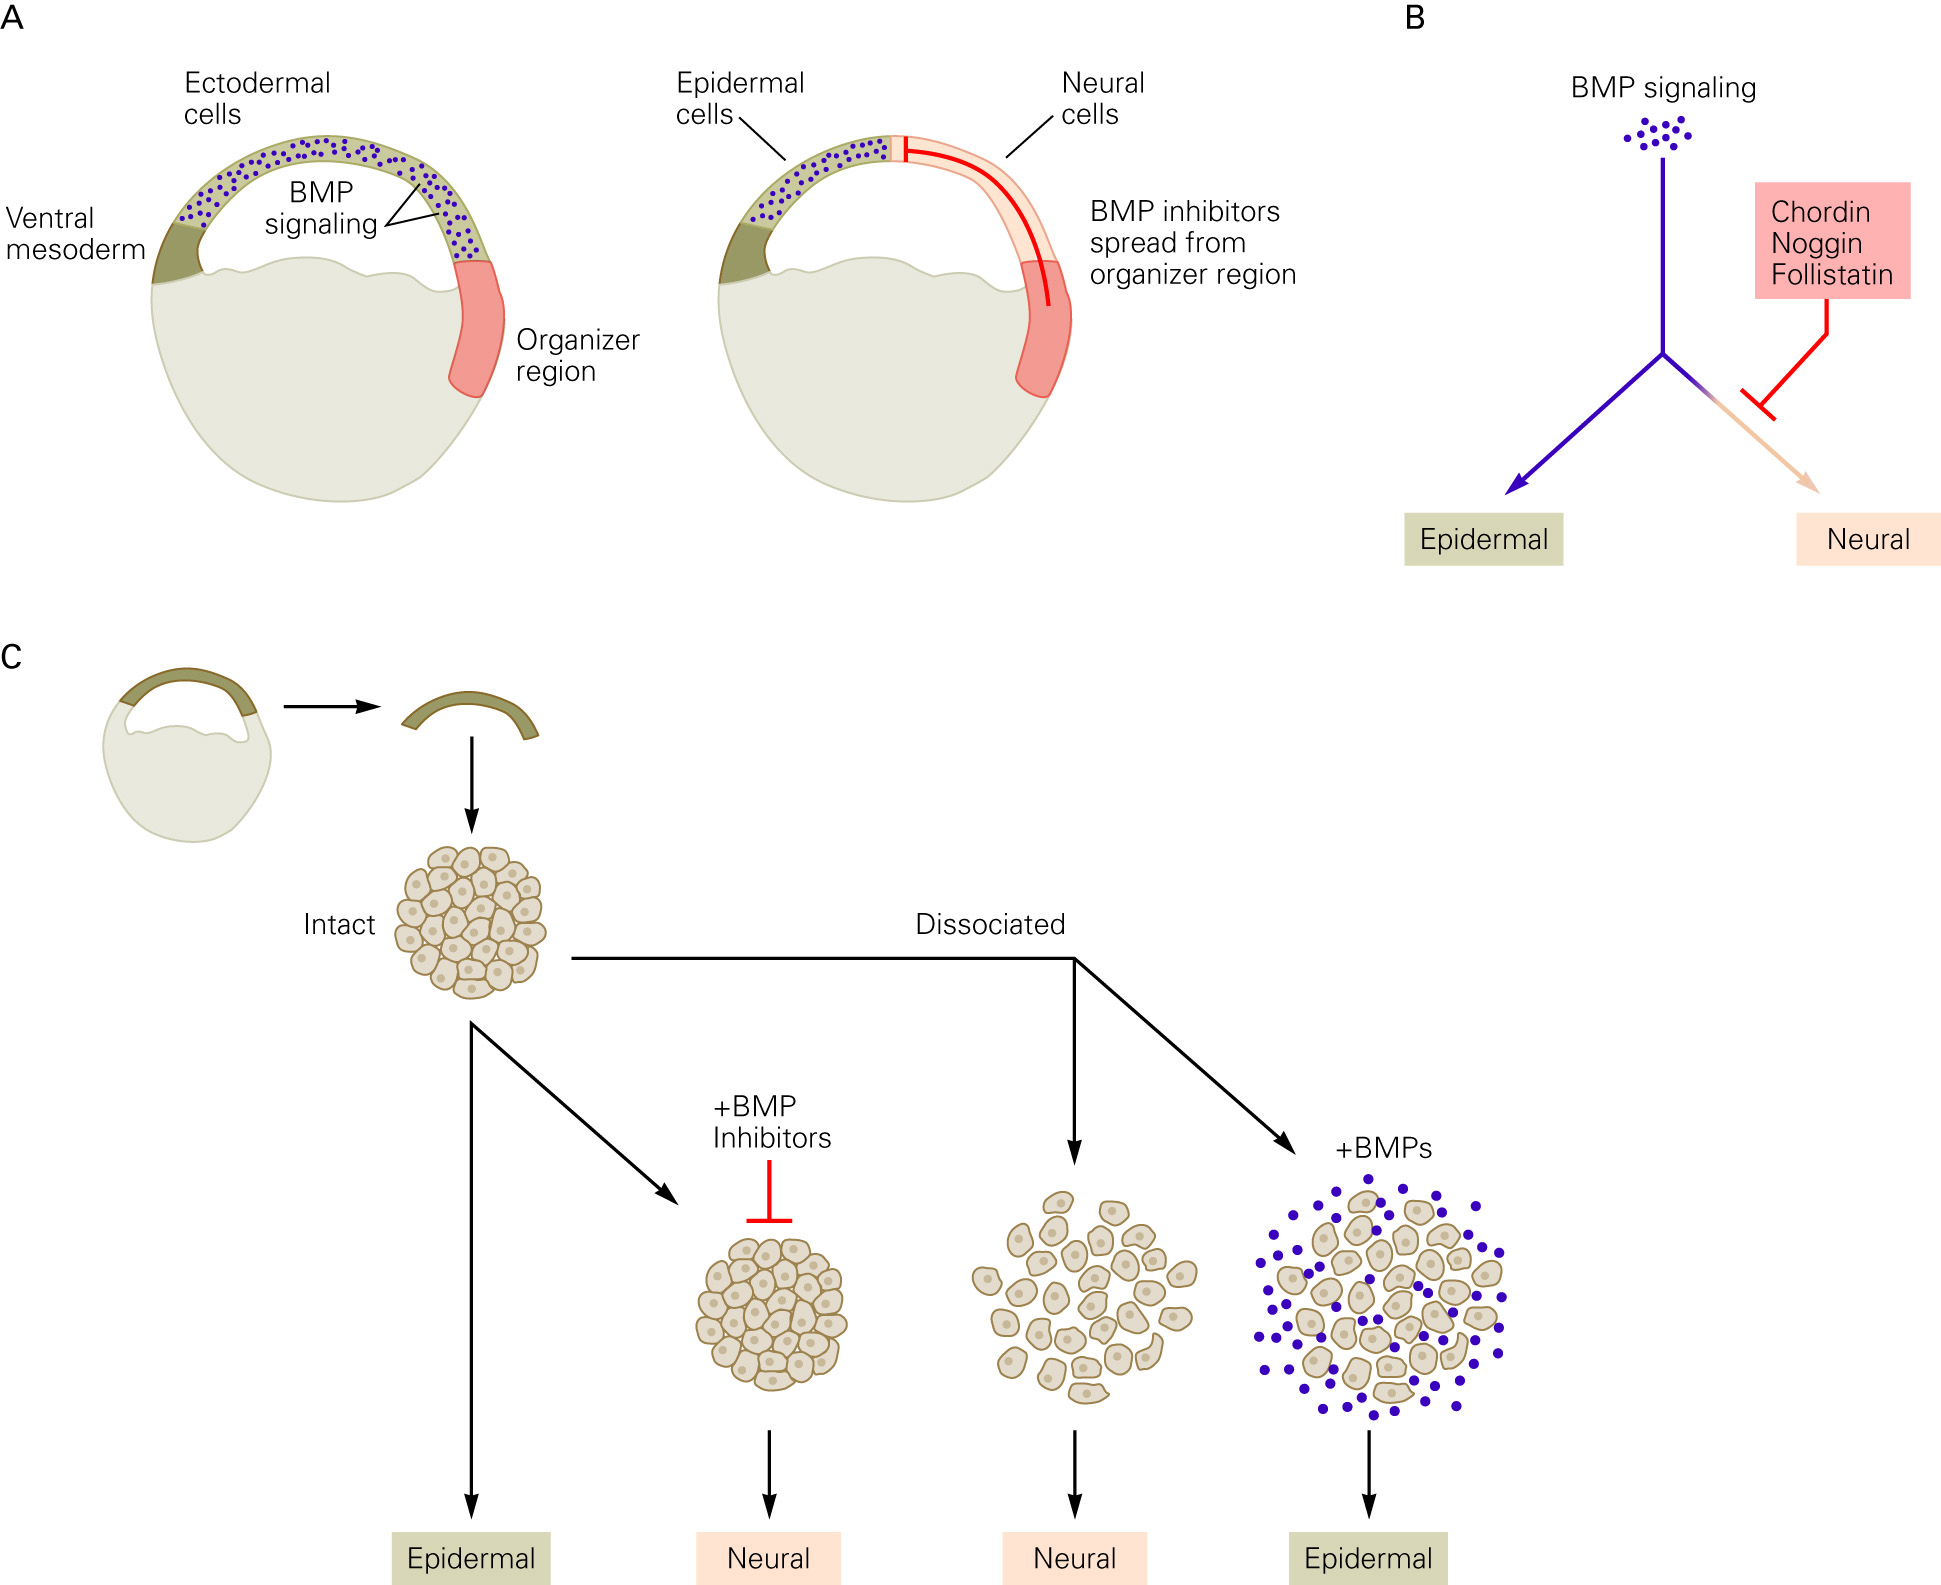 A
Ectodermal
cells
Ventral
mesoderm
BMP
signaling
Organizer
region
Epidermal
cells
Neural
cells
BMP inhibitors
spread from
organizer region
B
BMP signaling
Chordin
Noggin
Follistatin
Epidermal
Neural
C
Intact
Dissociated
+BMP
Inhibitors
+BMPs
Epidermal
Neural
Neural
Epidermal